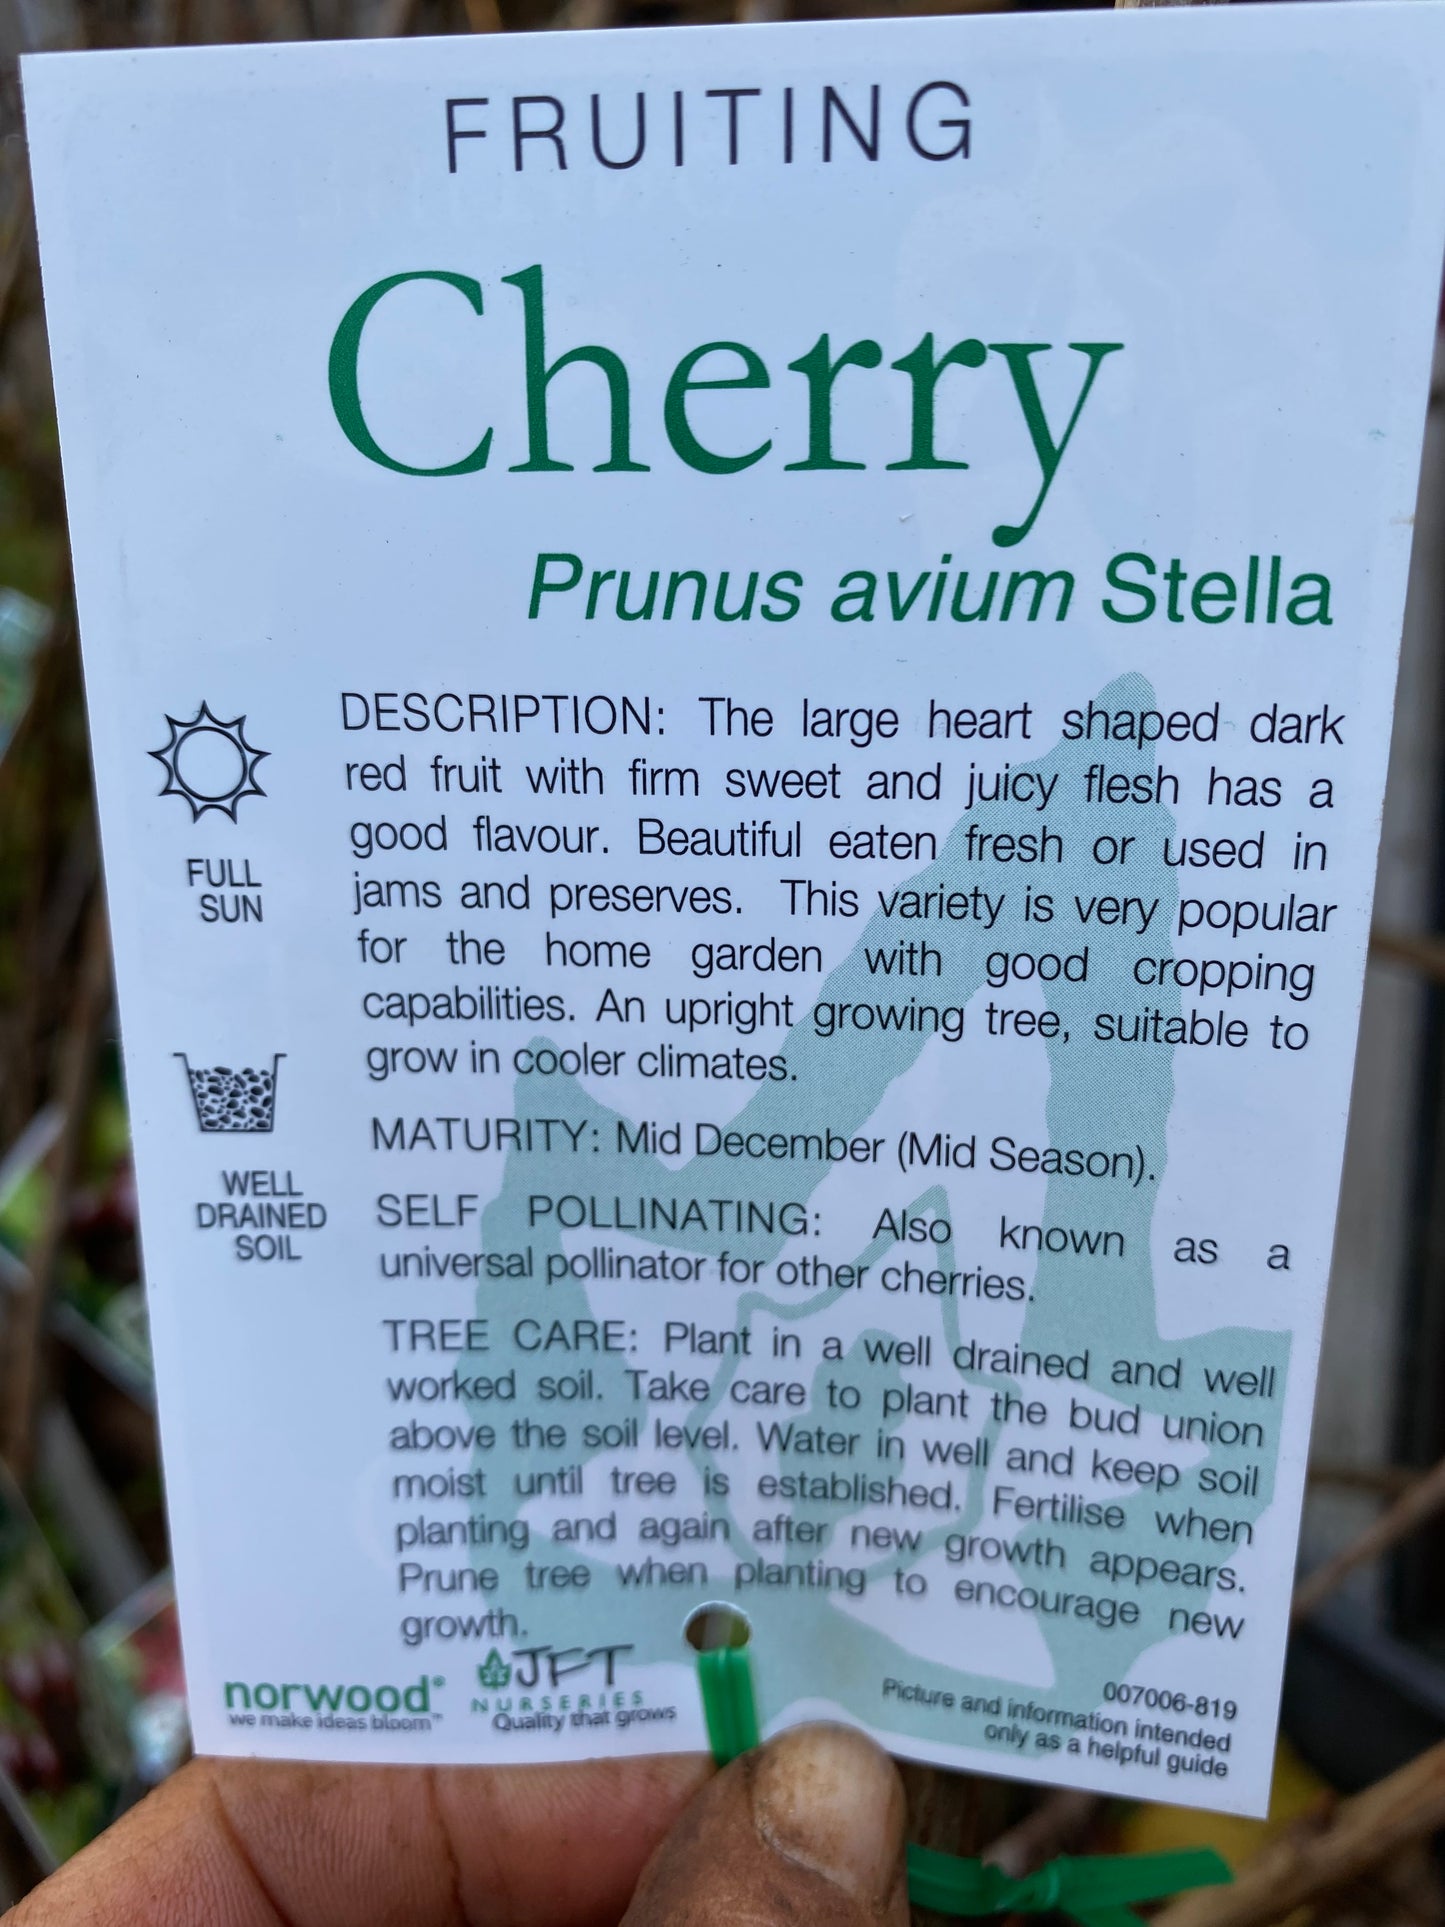 FRUITING
Cherry
Prunus avium Stella
FULL
SUN
WELL
DRAINED
SOIL
DESCRIPTION: The large heart shaped dark
red fruit with firm sweet and juicy flesh has a
good flavour. Beautiful eaten fresh or used in
jams and preserves. This variety is very popular
for the home garden with good cropping
capabilities. An upright growing tree, suitable to
grow in cooler climates.
MATURITY: Mid December (Mid Season).
SELF POLLINATING: Also known as a
universal pollinator for other cherries.
TREE CARE: Plant in a well drained and well
worked soil. Take care to plant the bud union
above the soil level. Water in well and keep soil
moist until tree is established. Fertilise when
planting and again after new growth appears.
Prune tree when planting to encourage new
growth.
norwood®
we make ideas bloom™
JFT
NURSERIES
Quality that grows
007006-819
Picture and information intended
only as a helpful guide